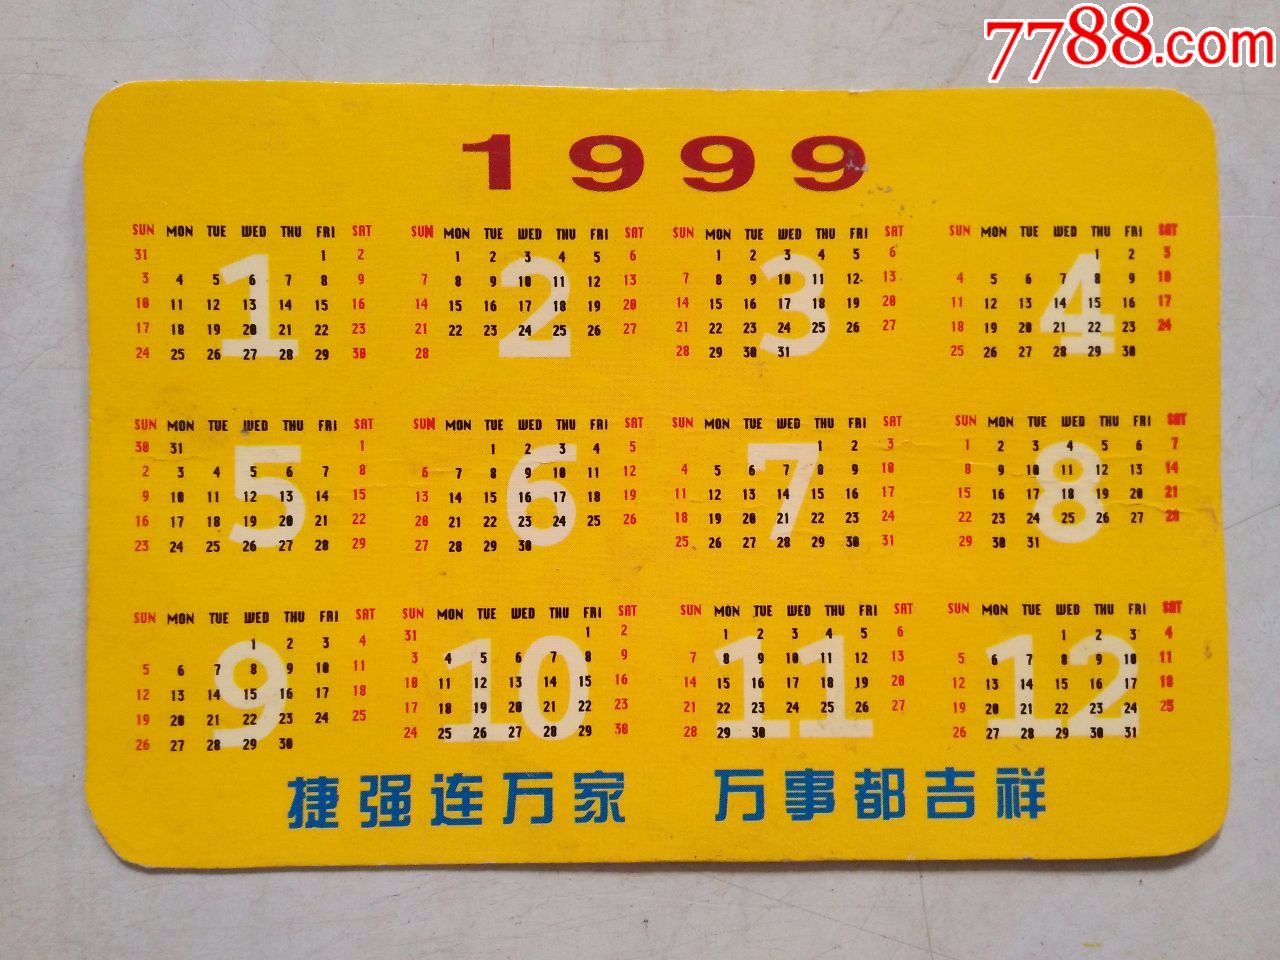 7788.com
1999
SUN MON TUE WED THU FRI SAT
31 1 2
3 4 5 6 7 8 9
10 11 12 13 14 15 16
17 18 19 20 21 22 23
24 25 26 27 28 29 30
1
SUN MON TUE WED THU FRI SAT
1 2 3 4 5 6
7 8 9 10 11 12 13
14 15 16 17 18 19 20
21 22 23 24 25 26 27
28
2
SUN MON TUE WED THU FRI SAT
1 2 3 4 5 6
7 8 9 10 11 12 13
14 15 16 17 18 19 20
21 22 23 24 25 26 27
28 29 30 31
3
SUN MON TUE WED THU FRI SAT
1 2 3
4 5 6 7 8 9 10
11 12 13 14 15 16 17
18 19 20 21 22 23 24
25 26 27 28 29 30
4
SUN MON TUE WED THU FRI SAT
30 31 1
2 3 4 5 6 7 8
9 10 11 12 13 14 15
16 17 18 19 20 21 22
23 24 25 26 27 28 29
5
SUN MON TUE WED THU FRI SAT
1 2 3 4 5
6 7 8 9 10 11 12
13 14 15 16 17 18 19
20 21 22 23 24 25 26
27 28 29 30
6
SUN MON TUE WED THU FRI SAT
1 2 3
4 5 6 7 8 9 10
11 12 13 14 15 16 17
18 19 20 21 22 23 24
25 26 27 28 29 30 31
7
SUN MON TUE WED THU FRI SAT
1 2 3 4 5 6 7
8 9 10 11 12 13 14
15 16 17 18 19 20 21
22 23 24 25 26 27 28
29 30 31
8
SUN MON TUE WED THU FRI SAT
1 2 3 4
5 6 7 8 9 10 11
12 13 14 15 16 17 18
19 20 21 22 23 24 25
26 27 28 29 30
9
SUN MON TUE WED THU FRI SAT
31 1 2
3 4 5 6 7 8 9
10 11 12 13 14 15 16
17 18 19 20 21 22 23
24 25 26 27 28 29 30
10
SUN MON TUE WED THU FRI SAT
1 2 3 4 5 6
7 8 9 10 11 12 13
14 15 16 17 18 19 20
21 22 23 24 25 26 27
28 29 30
11
SUN MON TUE WED THU FRI SAT
1 2 3 4
5 6 7 8 9 10 11
12 13 14 15 16 17 18
19 20 21 22 23 24 25
26 27 28 29 30 31
12
捷强连万家 万事都吉祥